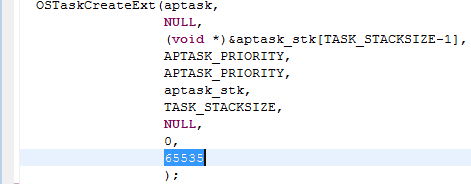 OSTaskCreateExt(aptask,
NULL,
(void *)&aptask_stk[TASK_STACKSIZE-1],
APTASK_PRIORITY,
APTASK_PRIORITY,
aptask_stk,
TASK_STACKSIZE,
NULL,
0,
65535
);